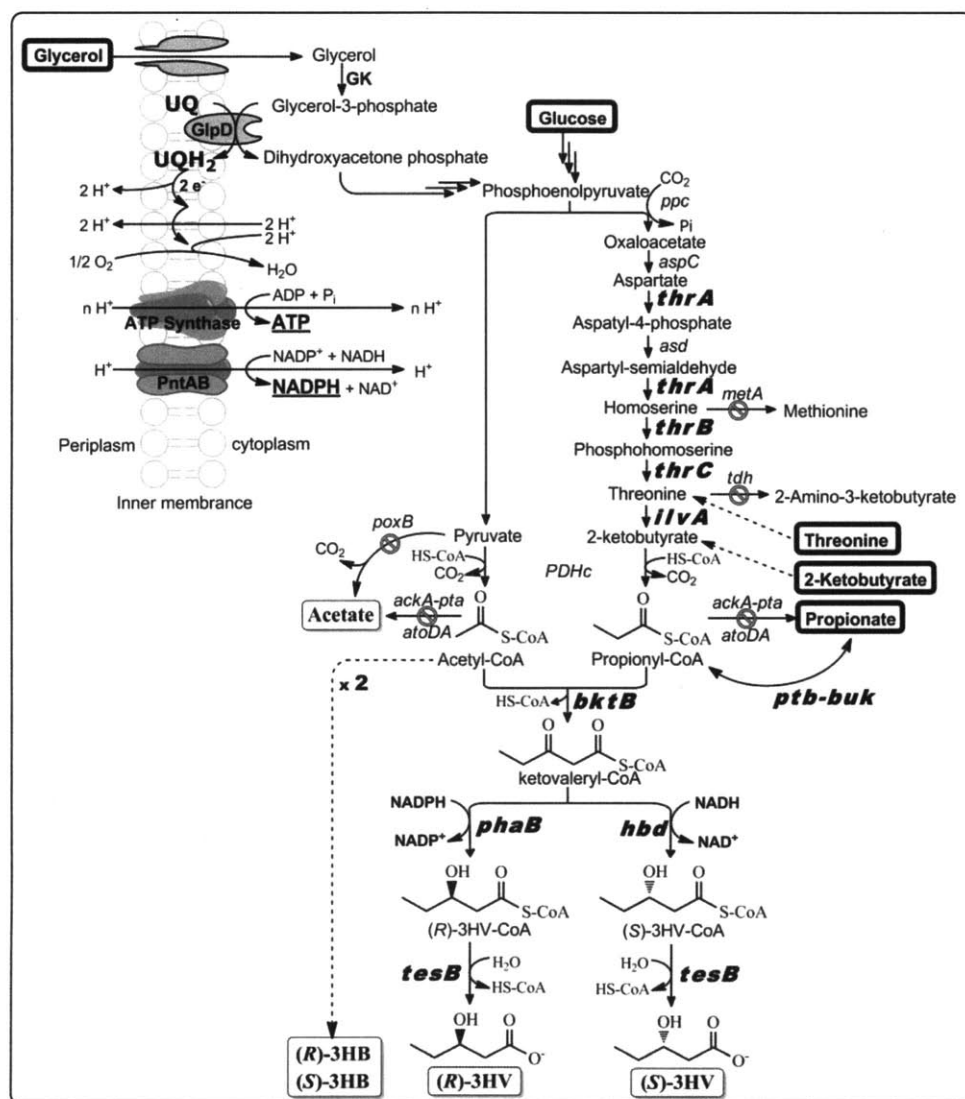 Glycerol
Glycerol
GK
UQ
Glycerol-3-phosphate
GlpD
UQH2
Dihydroxyacetone phosphate
2 H+
2 e-
2 H+
2 H+
2 H+
1/2 O2
H2O
n H+
ADP + Pi
n H+
ATP Synthase
ATP
NADP+ + NADH
H+
H+
PntAB
NADPH + NAD+
Periplasm
cytoplasm
Inner membrance
Glucose
Phosphoenolpyruvate
CO2
ppc
Pi
Oxaloacetate
aspC
Aspartate
thrA
Aspatyl-4-phosphate
asd
Aspartyl-semialdehyde
thrA
metA
Homoserine
Methionine
thrB
Phosphohomoserine
thrC
tdh
Threonine
2-Amino-3-ketobutyrate
ilvA
Threonine
poxB
Pyruvate
2-ketobutyrate
CO2
HS-CoA
CO2
PDHc
HS-CoA
CO2
2-Ketobutyrate
Acetate
ackA-pta
atoDA
O
S-CoA
O
S-CoA
ackA-pta
atoDA
Propionate
Acetyl-CoA
Propionyl-CoA
x 2
HS-CoA
bktB
ptb-buk
O O
S-CoA
ketovaleryl-CoA
NADPH
NADH
phaB
hbd
NADP+
NAD+
OH O
S-CoA
(R)-3HV-CoA
OH O
S-CoA
(S)-3HV-CoA
tesB
H2O
HS-CoA
H2O
HS-CoA
tesB
OH O
O-
OH O
O-
(R)-3HB
(S)-3HB
(R)-3HV
(S)-3HV